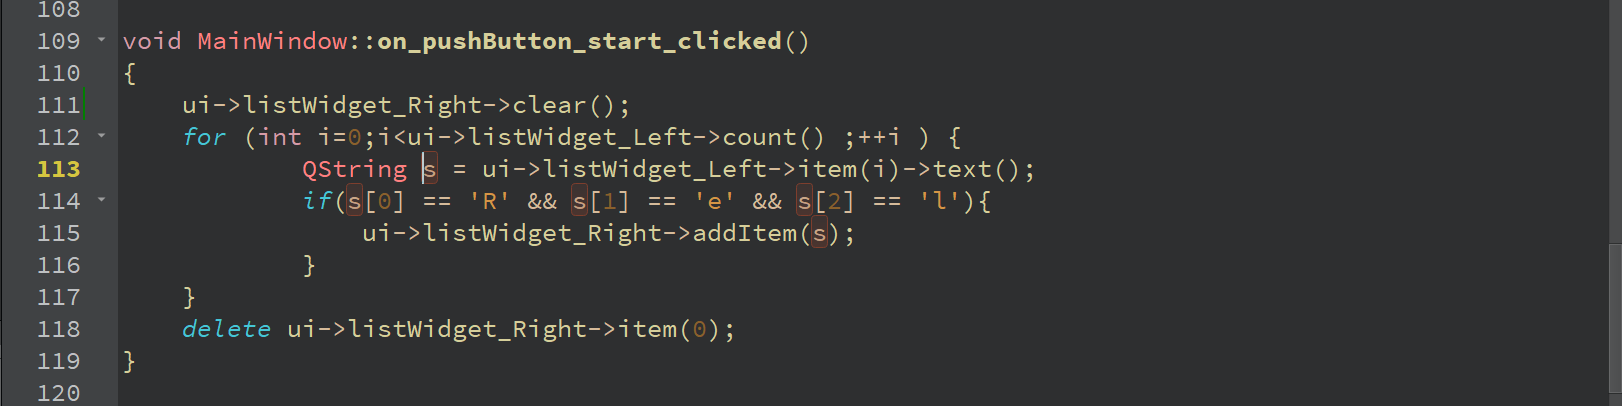 108
109 void MainWindow::on_pushButton_start_clicked()
110 {
111     ui->listWidget_Right->clear();
112     for (int i=0;i<ui->listWidget_Left->count() ;++i ) {
113             QString s = ui->listWidget_Left->item(i)->text();
114             if(s[0] == 'R' && s[1] == 'e' && s[2] == 'l'){
115                 ui->listWidget_Right->addItem(s);
116             }
117     }
118     delete ui->listWidget_Right->item(0);
119 }
120